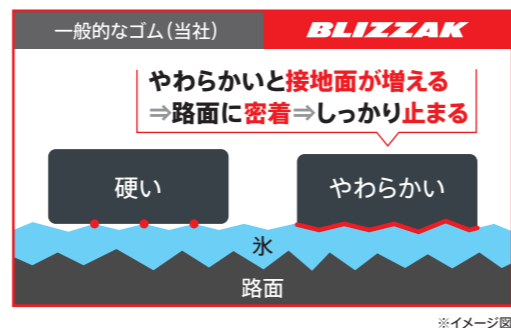 一般的なゴム(当社)
BLIZZAK
やわらかいと接地面が増える
⇒路面に密着⇒しっかり止まる
硬い
やわらかい
氷
路面
※イメージ図